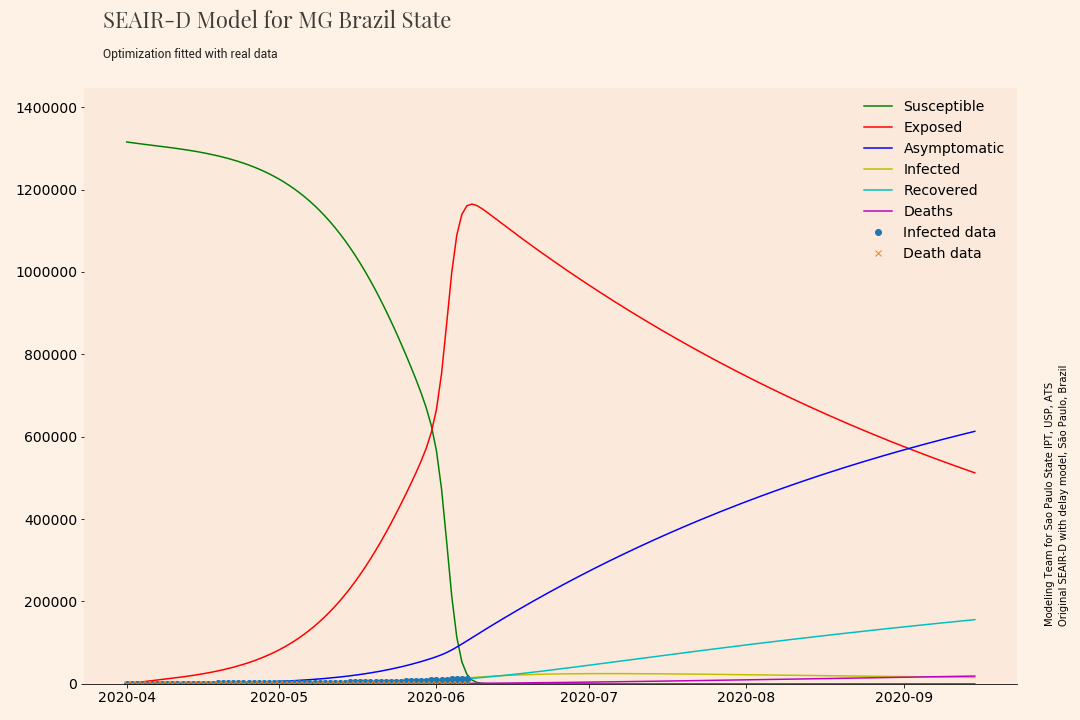 SEAIR-D Model for MG Brazil State
Optimization fitted with real data
1400000
1200000
1000000
800000
600000
400000
200000
0
2020-04
2020-05
2020-06
2020-07
2020-08
2020-09
Susceptible
Exposed
Asymptomatic
Infected
Recovered
Deaths
Infected data
Death data
Modeling Team for Sao Paulo State IPT, USP, ATS
Original SEAIR-D with delay model, São Paulo, Brazil